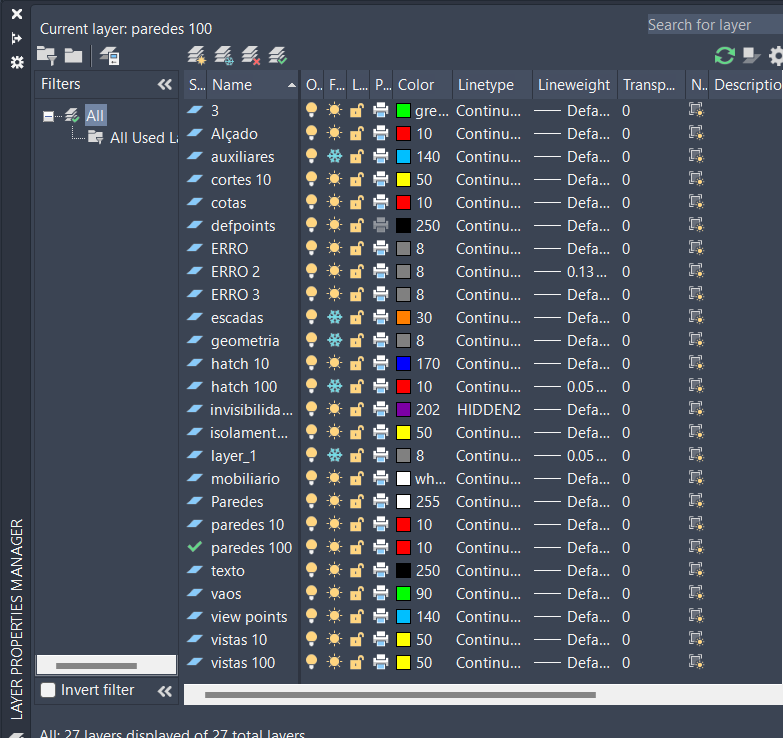 Current layer: paredes 100
Search for layer
Filters
All
All Used La
S... Name O.. F... L... P... Color Linetype Lineweight Transp... N.. Descriptio
3 gre... Continu... Defa... 0
Alçado 10 Continu... Defa... 0
auxiliares 140 Continu... Defa... 0
cortes 10 50 Continu... Defa... 0
cotas 10 Continu... Defa... 0
defpoints 250 Continu... Defa... 0
ERRO 8 Continu... Defa... 0
ERRO 2 8 Continu... 0.13 ... 0
ERRO 3 8 Continu... Defa... 0
escadas 30 Continu... Defa... 0
geometria 8 Continu... Defa... 0
hatch 10 170 Continu... Defa... 0
hatch 100 10 Continu... 0.05 ... 0
invisibilida... 202 HIDDEN2 Defa... 0
isolament... 50 Continu... Defa... 0
layer_1 8 Continu... 0.05 ... 0
mobiliario wh... Continu... Defa... 0
Paredes 255 Continu... Defa... 0
paredes 10 10 Continu... Defa... 0
paredes 100 10 Continu... Defa... 0
texto 250 Continu... Defa... 0
vaos 90 Continu... Defa... 0
view points 140 Continu... Defa... 0
vistas 10 50 Continu... Defa... 0
vistas 100 50 Continu... Defa... 0
Invert filter
All: 27 layers displayed of 27 total layers
LAYER PROPERTIES MANAGER